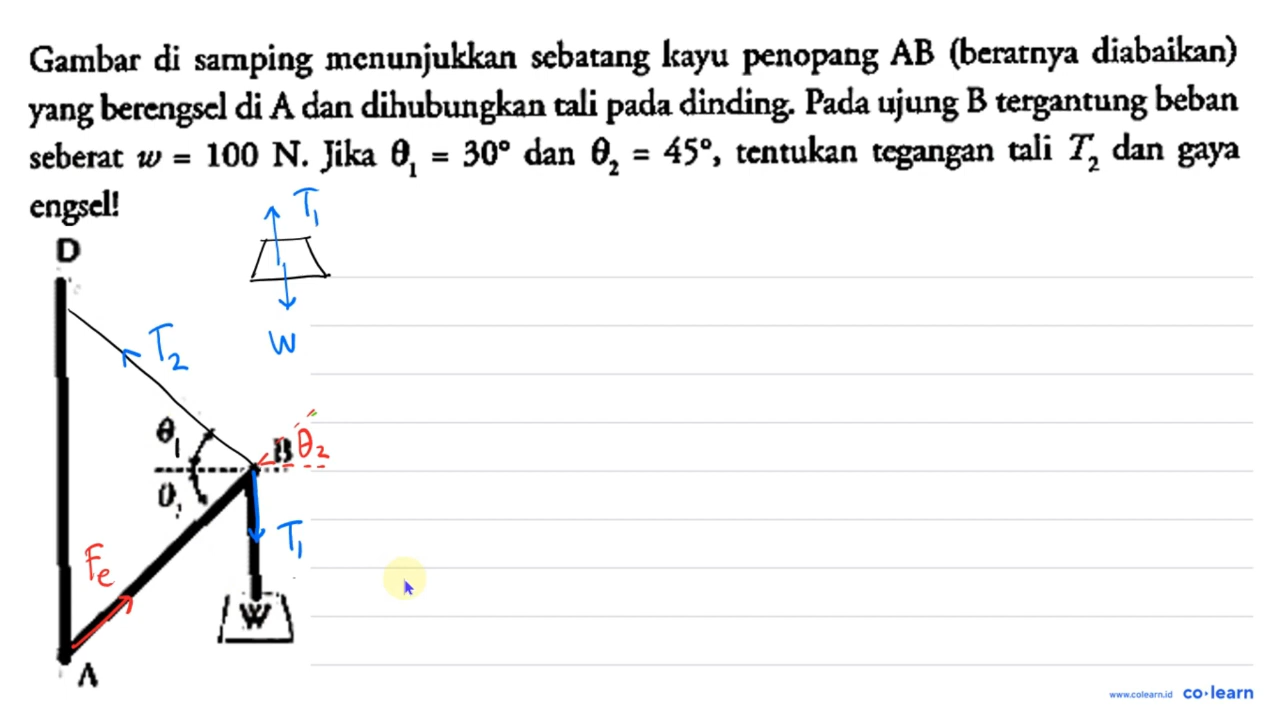 Gambar di samping menunjukkan sebatang kayu penopang AB (beratnya diabaikan)
yang berengsel di A dan dihubungkan tali pada dinding. Pada ujung B tergantung beban
seberat w = 100 N. Jika θ₁ = 30° dan θ₂ = 45°, tentukan tegangan tali T₂ dan gaya
engsel!
T₁
D
T₂
W
θ₁
B θ₂
T₁
Fe
W
A
www.colearn.id co·learn